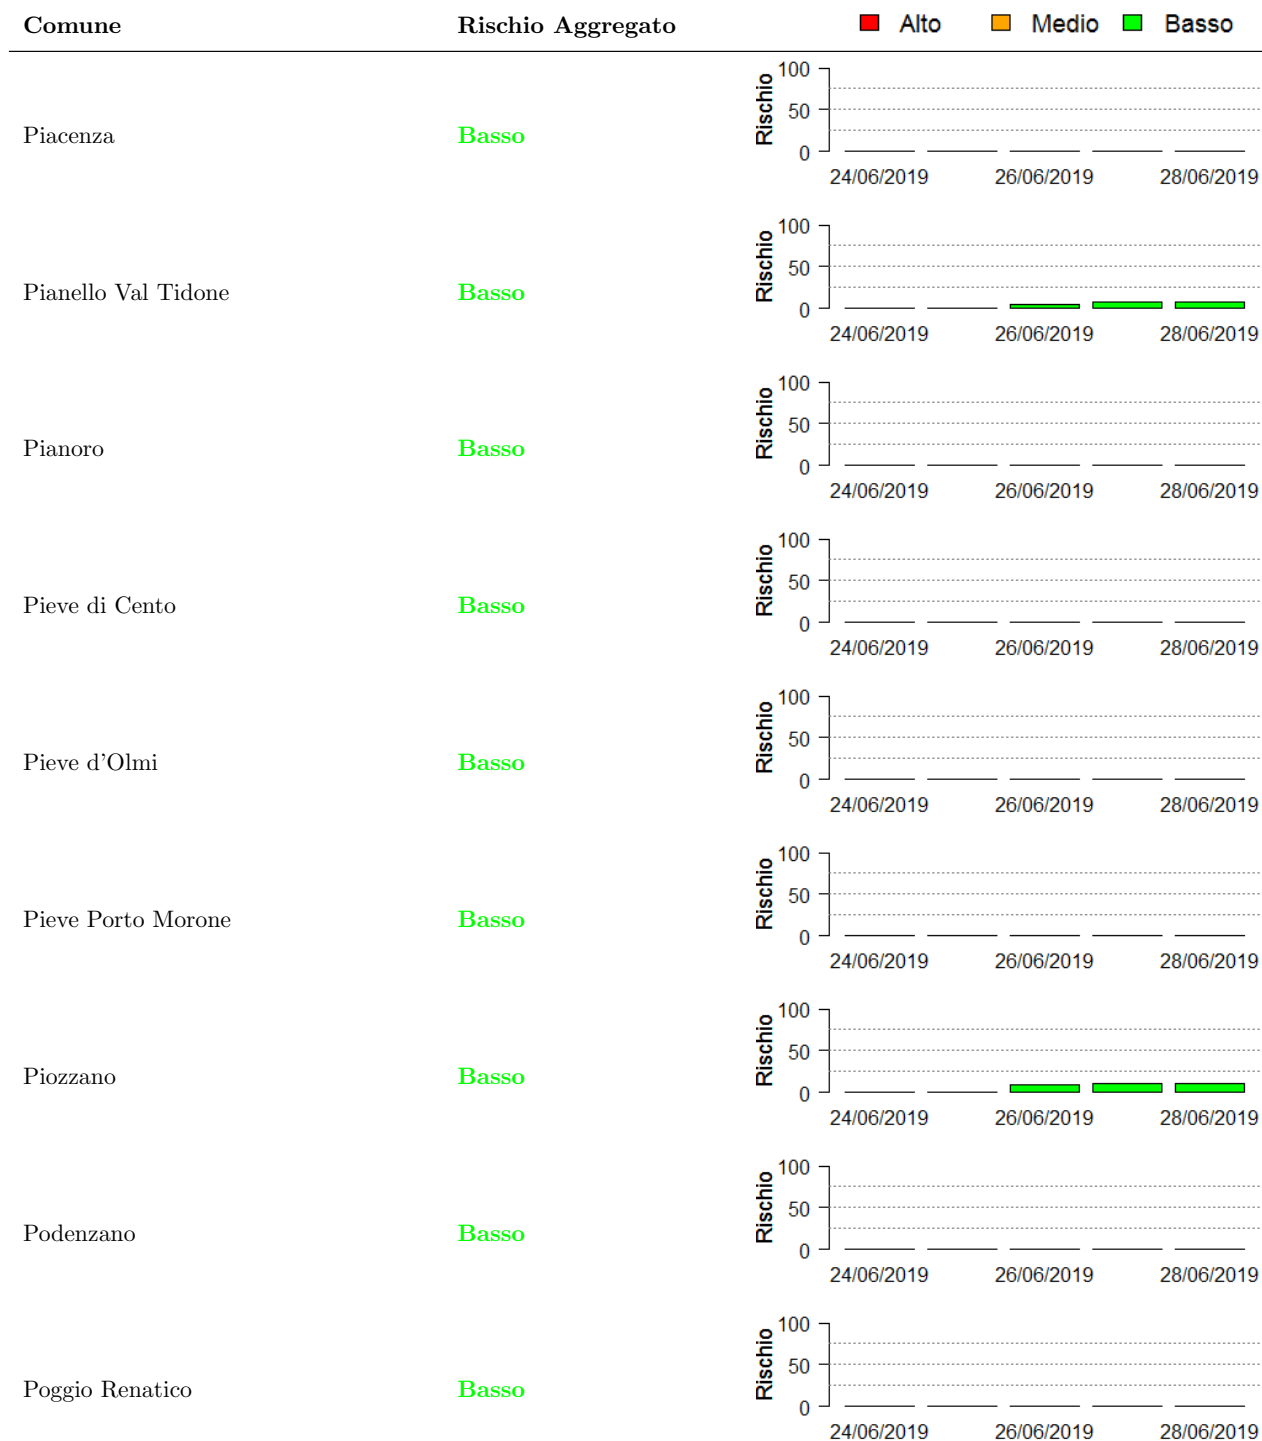 Comune Rischio Aggregato Alto Medio Basso
100
50
0
Rischio
Piacenza Basso
24/06/2019 26/06/2019 28/06/2019
100
50
0
Rischio
Pianello Val Tidone Basso
24/06/2019 26/06/2019 28/06/2019
100
50
0
Rischio
Pianoro Basso
24/06/2019 26/06/2019 28/06/2019
100
50
0
Rischio
Pieve di Cento Basso
24/06/2019 26/06/2019 28/06/2019
100
50
0
Rischio
Pieve d'Olmi Basso
24/06/2019 26/06/2019 28/06/2019
100
50
0
Rischio
Pieve Porto Morone Basso
24/06/2019 26/06/2019 28/06/2019
100
50
0
Rischio
Piozzano Basso
24/06/2019 26/06/2019 28/06/2019
100
50
0
Rischio
Podenzano Basso
24/06/2019 26/06/2019 28/06/2019
100
50
0
Rischio
Poggio Renatico Basso
24/06/2019 26/06/2019 28/06/2019